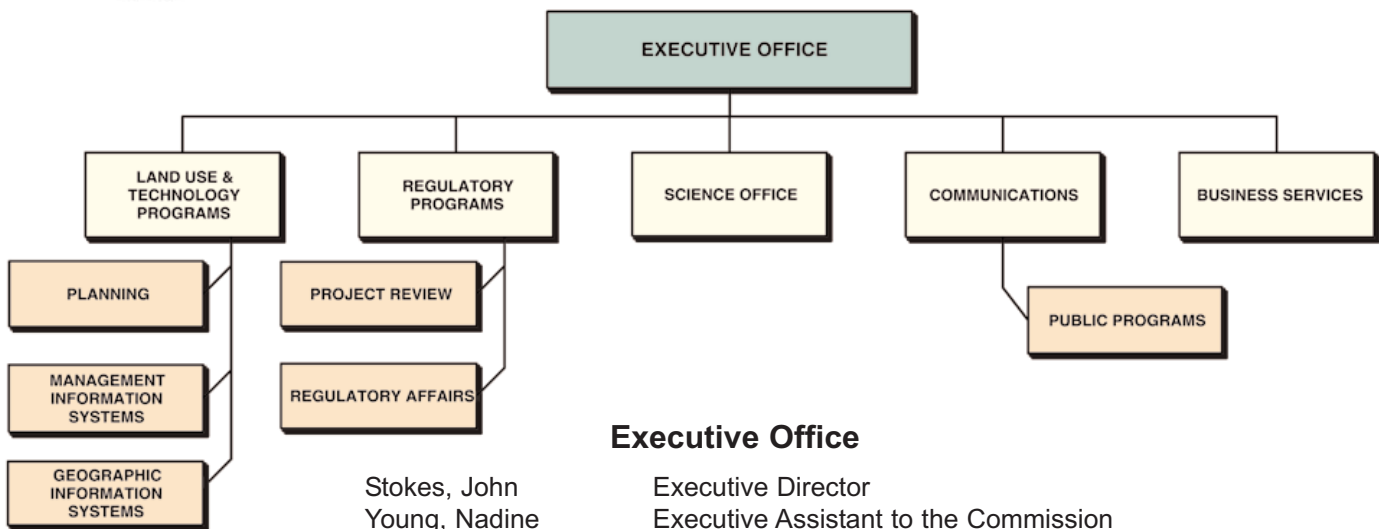 EXECUTIVE OFFICE
LAND USE &
TECHNOLOGY
PROGRAMS
REGULATORY
PROGRAMS
SCIENCE OFFICE
COMMUNICATIONS
BUSINESS SERVICES
PLANNING
PROJECT REVIEW
PUBLIC PROGRAMS
MANAGEMENT
INFORMATION
SYSTEMS
REGULATORY AFFAIRS
GEOGRAPHIC
INFORMATION
SYSTEMS
Executive Office
Stokes, John Executive Director
Young, Nadine Executive Assistant to the Commission